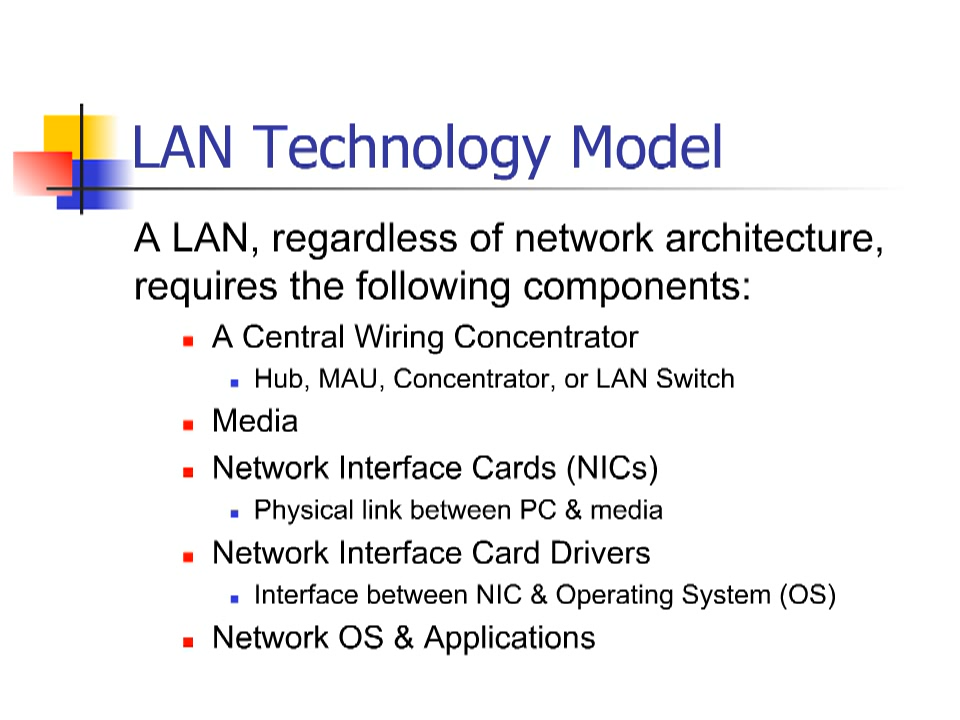 LAN Technology Model
A LAN, regardless of network architecture,
requires the following components:
A Central Wiring Concentrator
Hub, MAU, Concentrator, or LAN Switch
Media
Network Interface Cards (NICs)
Physical link between PC & media
Network Interface Card Drivers
Interface between NIC & Operating System (OS)
Network OS & Applications